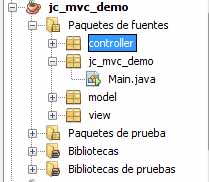 jc_mvc_demo
Paquetes de fuentes
controller
jc_mvc_demo
Main.java
model
view
Paquetes de prueba
Bibliotecas
Bibliotecas de pruebas